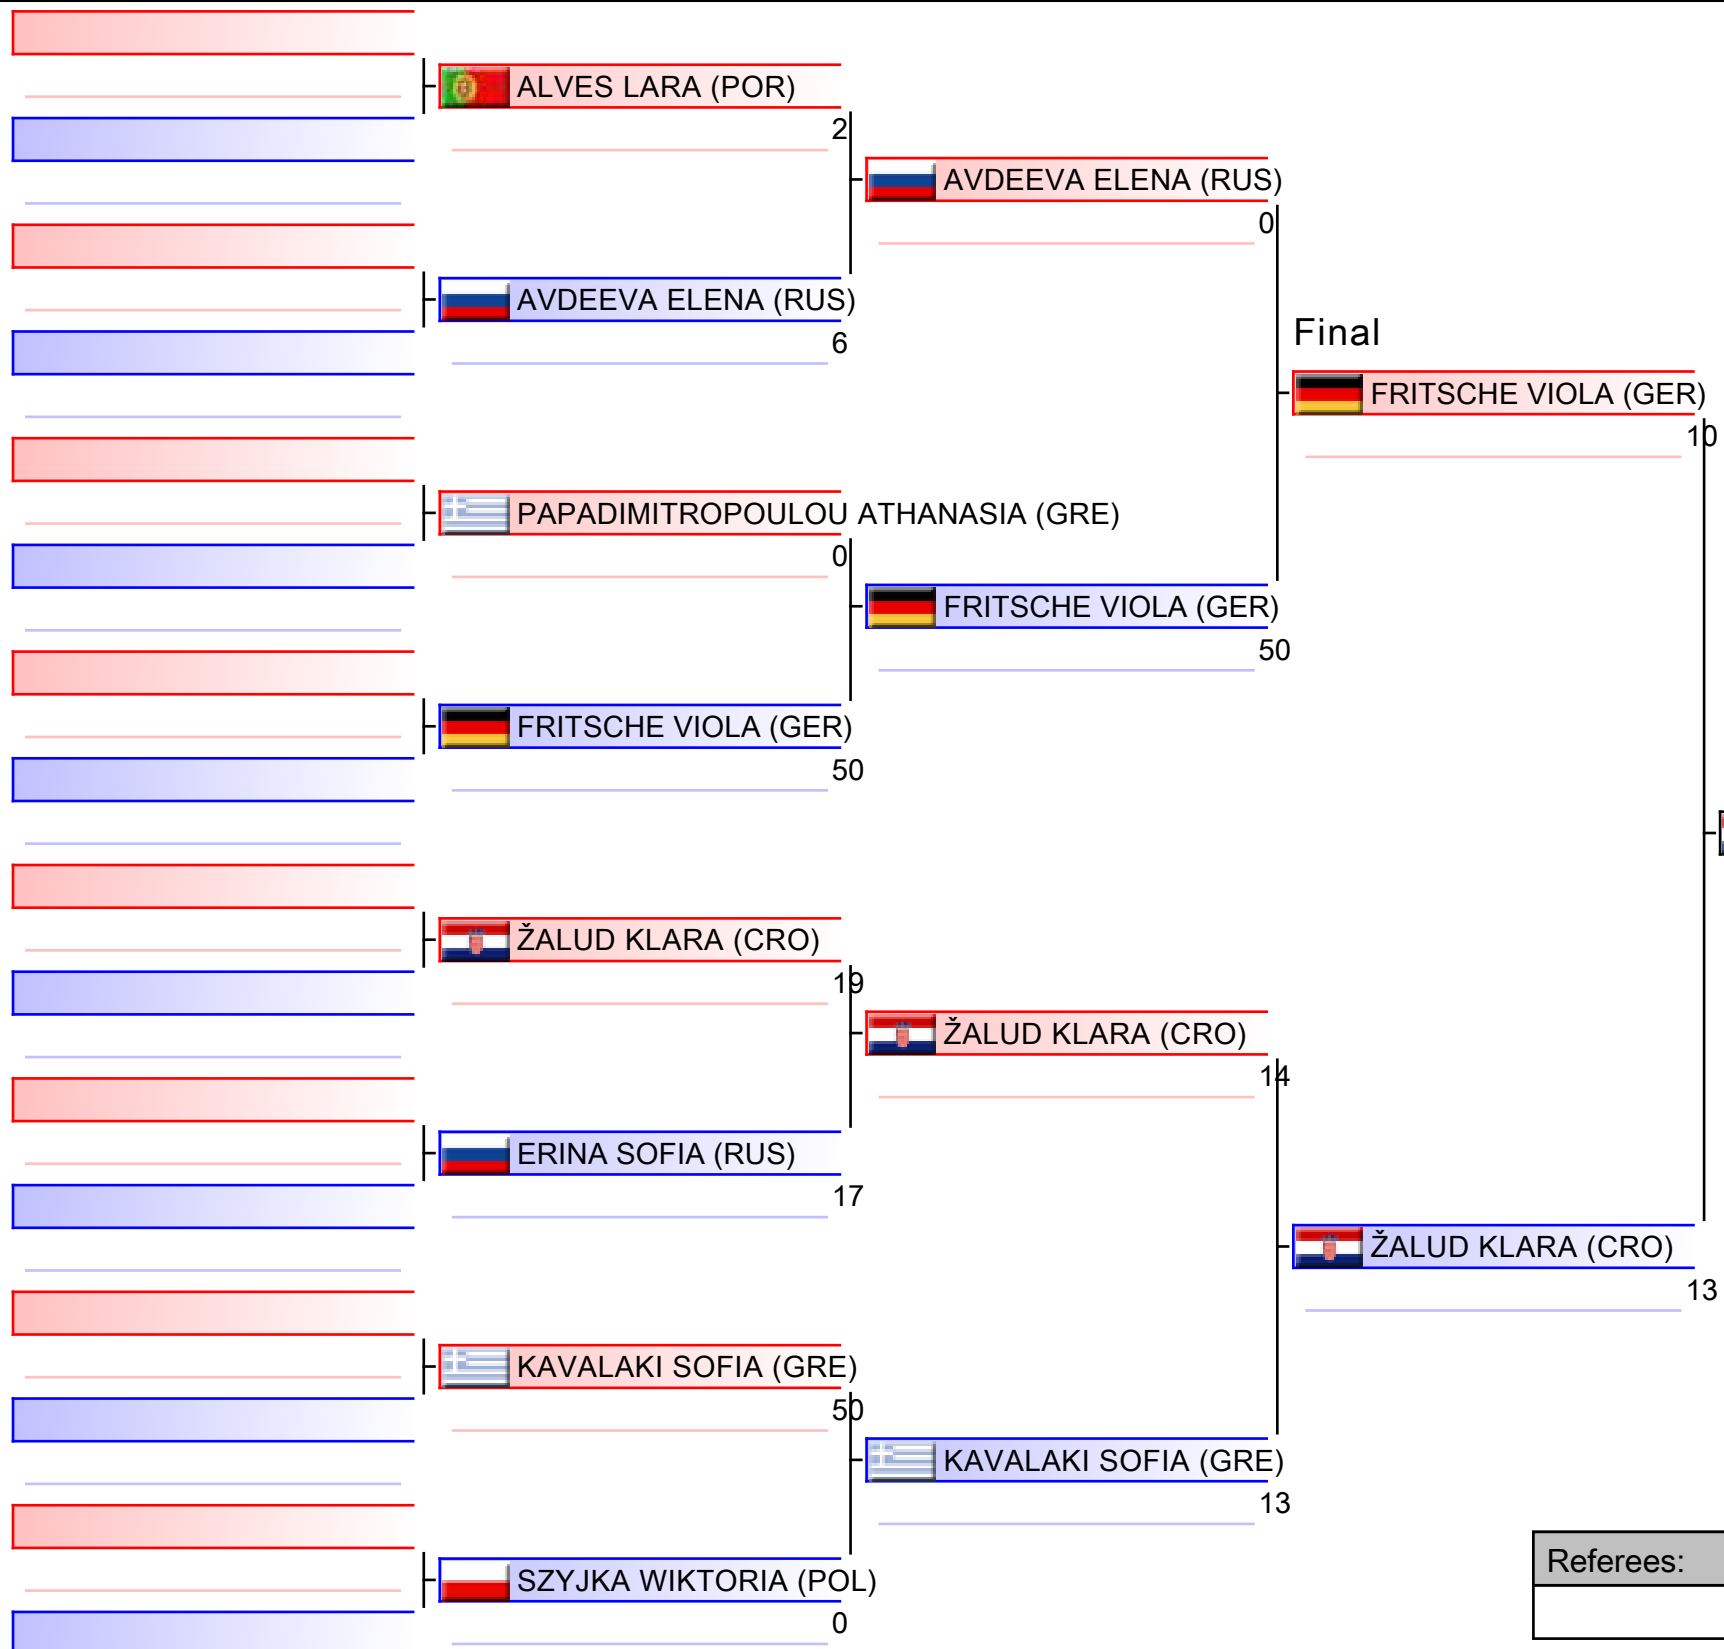 ALVES LARA (POR)
2
AVDEEVA ELENA (RUS)
0
AVDEEVA ELENA (RUS)
6
Final
FRITSCHE VIOLA (GER)
10
PAPADIMITROPOULOU ATHANASIA (GRE)
0
FRITSCHE VIOLA (GER)
50
FRITSCHE VIOLA (GER)
50
ŽALUD KLARA (CRO)
19
ŽALUD KLARA (CRO)
14
ERINA SOFIA (RUS)
17
ŽALUD KLARA (CRO)
13
KAVALAKI SOFIA (GRE)
50
KAVALAKI SOFIA (GRE)
13
Referees:
SZYJKA WIKTORIA (POL)
0